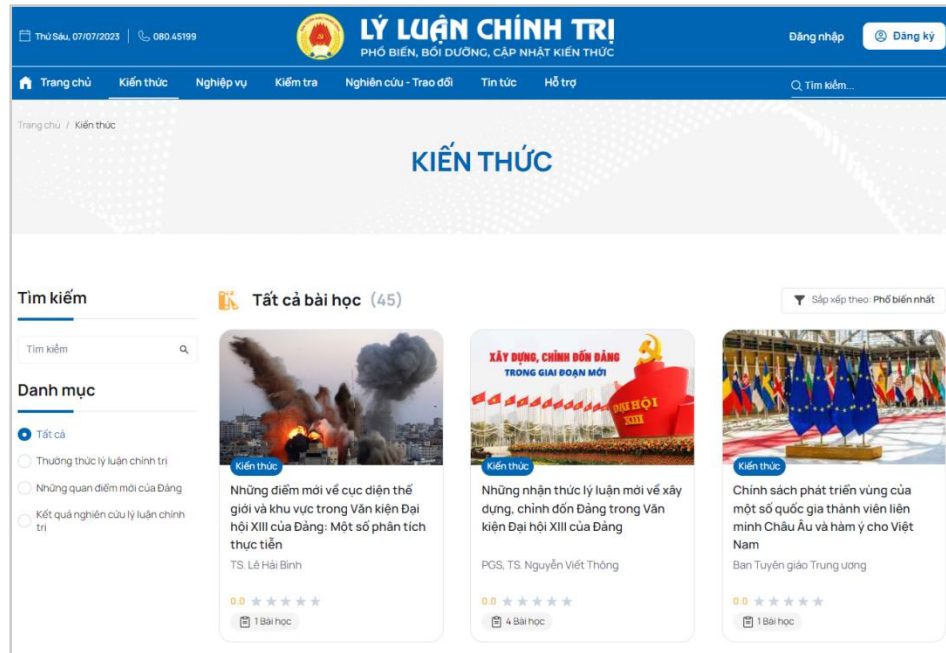 Thứ Sáu, 07/07/2023
080.45199
LÝ LUẬN CHÍNH TRỊ
PHỔ BIẾN, BỒI DƯỠNG, CẬP NHẬT KIẾN THỨC
Đăng nhập
Đăng ký
Trang chủ Kiến thức Nghiệp vụ Kiểm tra Nghiên cứu - Trao đổi Tin tức Hỗ trợ
Tìm kiếm...
Trang chủ / Kiến thức
KIẾN THỨC
Tìm kiếm
Tìm kiếm
Danh mục
Tất cả
Thường thức lý luận chính trị
Những quan điểm mới của Đảng
Kết quả nghiên cứu lý luận chính
trị
Tất cả bài học (45)
Sắp xếp theo: Phổ biến nhất
Kiến thức
Những điểm mới về cục diện thế
giới và khu vực trong Văn kiện Đại
hội XIII của Đảng: Một số phân tích
thực tiễn
TS. Lê Hải Bình
0.0
1 Bài học
XÂY DỰNG, CHỈNH ĐỐN ĐẢNG
TRONG GIAI ĐOẠN MỚI
ĐẠI HỘI
XIII
Kiến thức
Những nhận thức lý luận mới về xây
dựng, chỉnh đốn Đảng trong Văn
kiện Đại hội XIII của Đảng
PGS, TS. Nguyễn Viết Thông
0.0
4 Bài học
Kiến thức
Chính sách phát triển vùng của
một số quốc gia thành viên liên
minh Châu Âu và hàm ý cho Việt
Nam
Ban Tuyên giáo Trung ương
0.0
1 Bài học